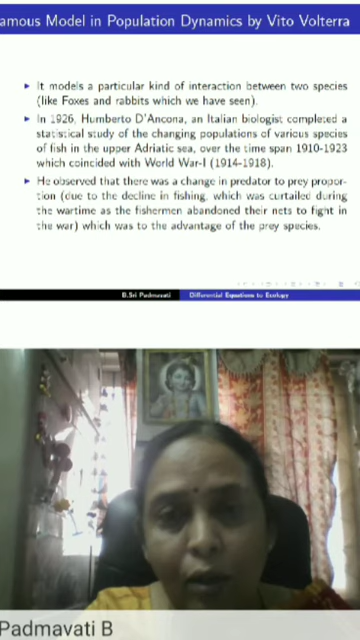 amous Model in Population Dynamics by Vito Volterra
It models a particular kind of interaction between two species
(like Foxes and rabbits which we have seen).
In 1926, Humberto D'Ancona, an Italian biologist completed a
statistical study of the changing populations of various species
of fish in the upper Adriatic sea, over the time span 1910-1923
which coincided with World War-I (1914-1918).
He observed that there was a change in predator to prey propor-
tion (due to the decline in fishing, which was curtailed during
the wartime as the fishermen abandoned their nets to fight in
the war) which was to the advantage of the prey species.
B.Sri Padmavati Differential Equations to Ecology
Padmavati B